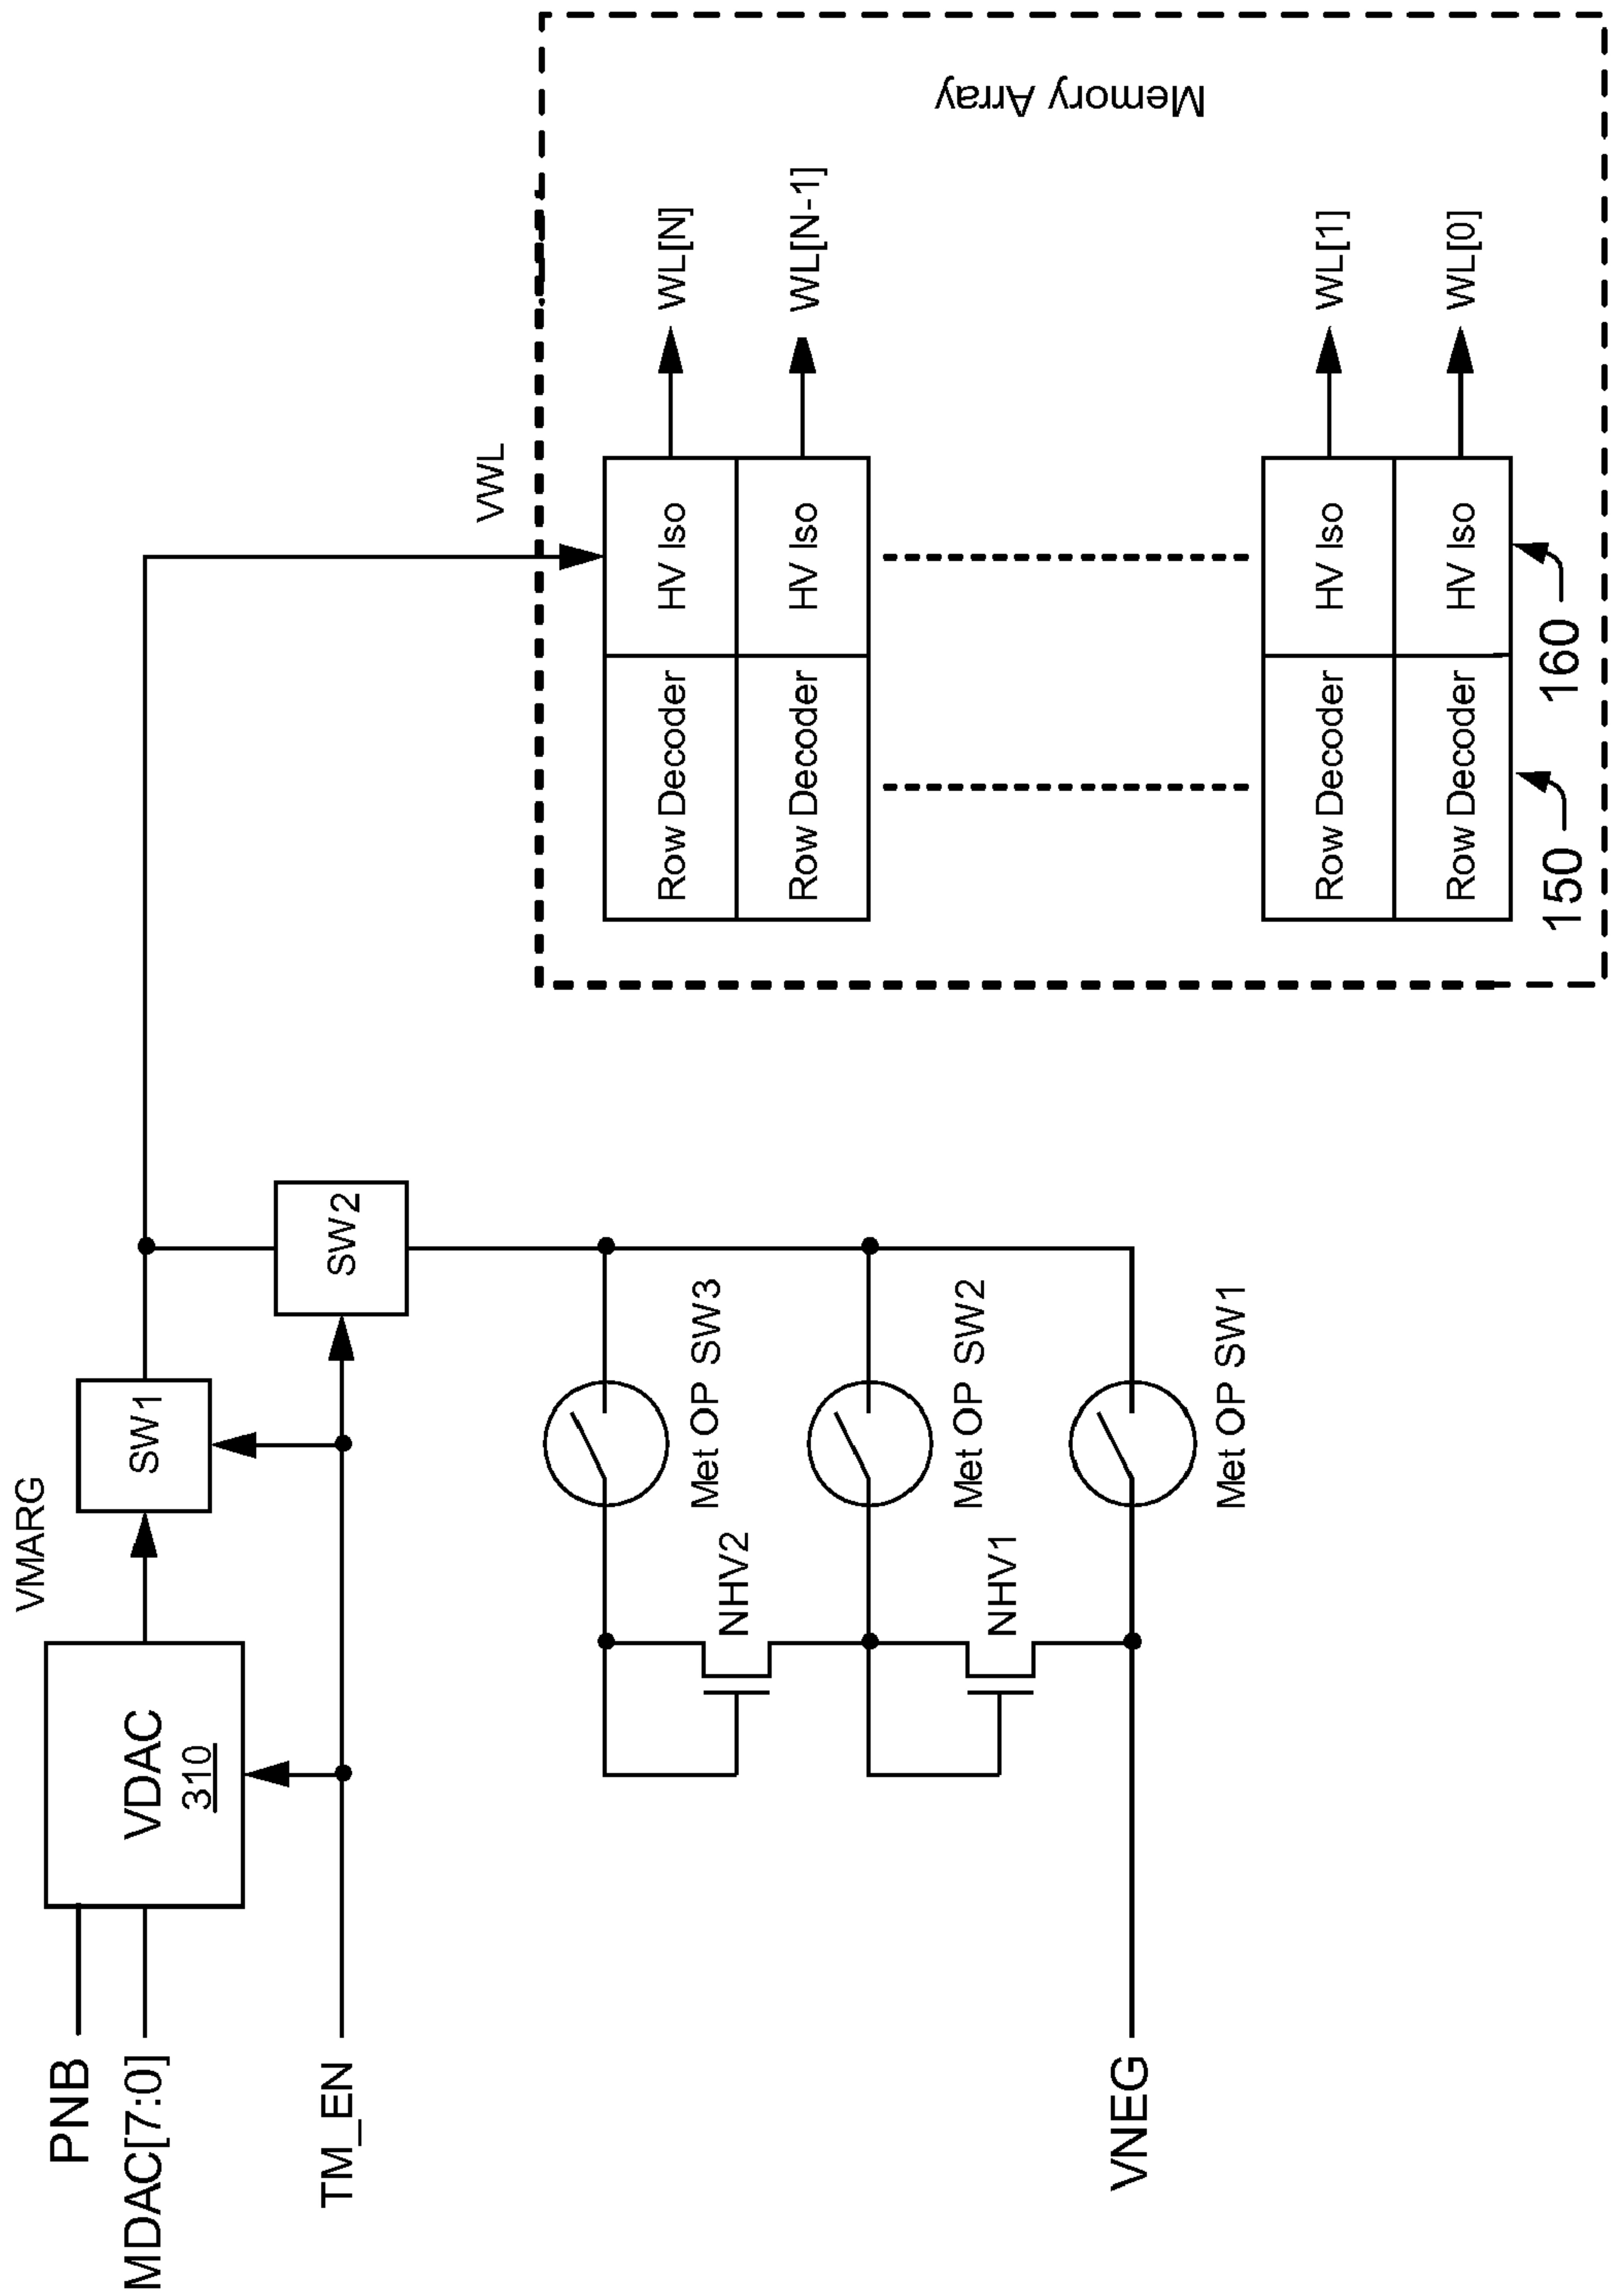 PNB
MDAC[7:0]
TM_EN
VNEG
VDAC
310
VMARG
SW1
SW2
NHV2
NHV1
Met OP SW3
Met OP SW2
Met OP SW1
VWL
Memory Array
Row Decoder
HV Iso
WL[N]
Row Decoder
HV Iso
WL[N-1]
Row Decoder
HV Iso
WL[1]
Row Decoder
HV Iso
WL[0]
150
160